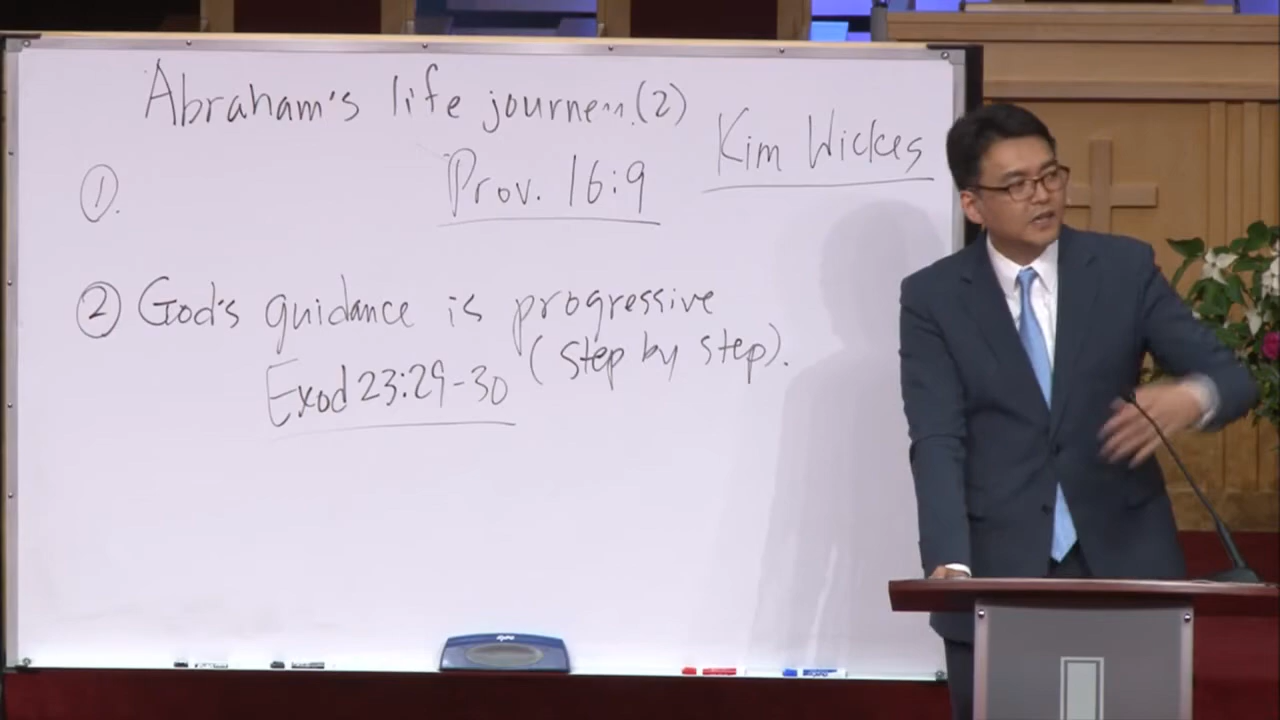 Abraham's life journey (2)
Kim Wickes
①. Prov. 16:9
② God's guidance is progressive
(step by step).
Exod 23:29-30